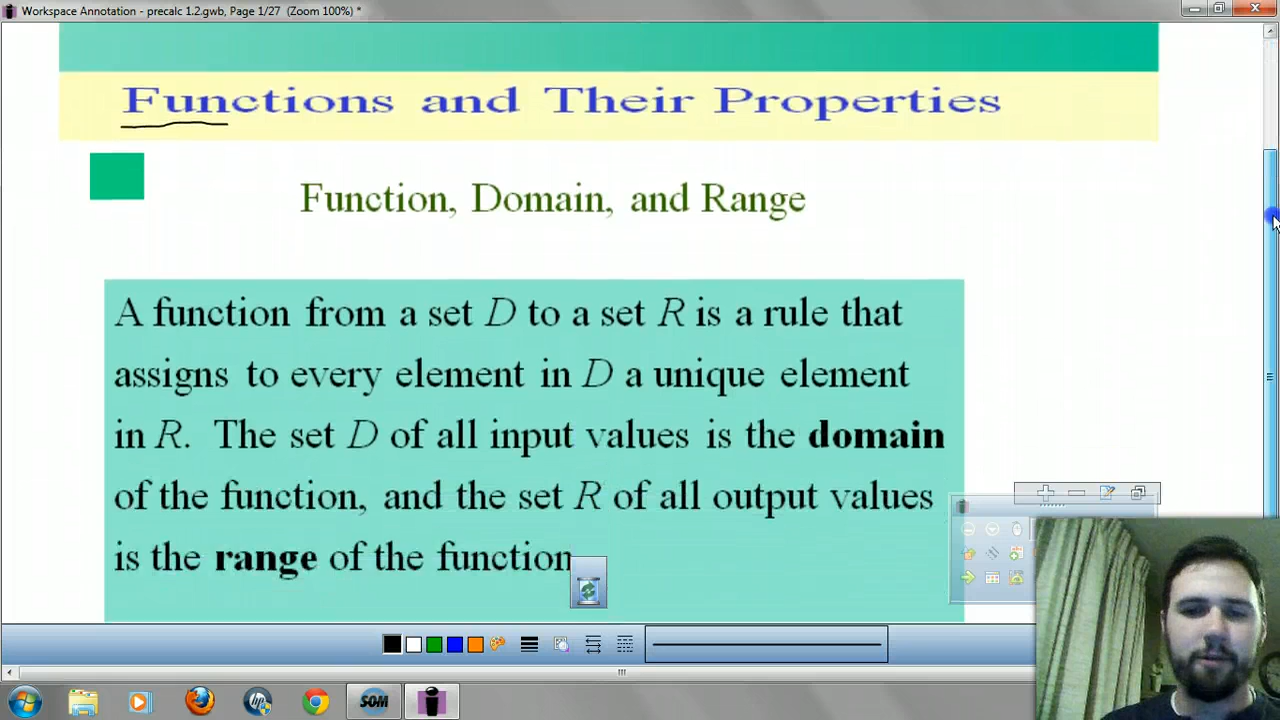 Workspace Annotation - precalc 1.2.gwb, Page 1/27 (Zoom 100%) *
Functions and Their Properties
Function, Domain, and Range
A function from a set D to a set R is a rule that
assigns to every element in D a unique element
in R. The set D of all input values is the domain
of the function, and the set R of all output values
is the range of the function
SOM